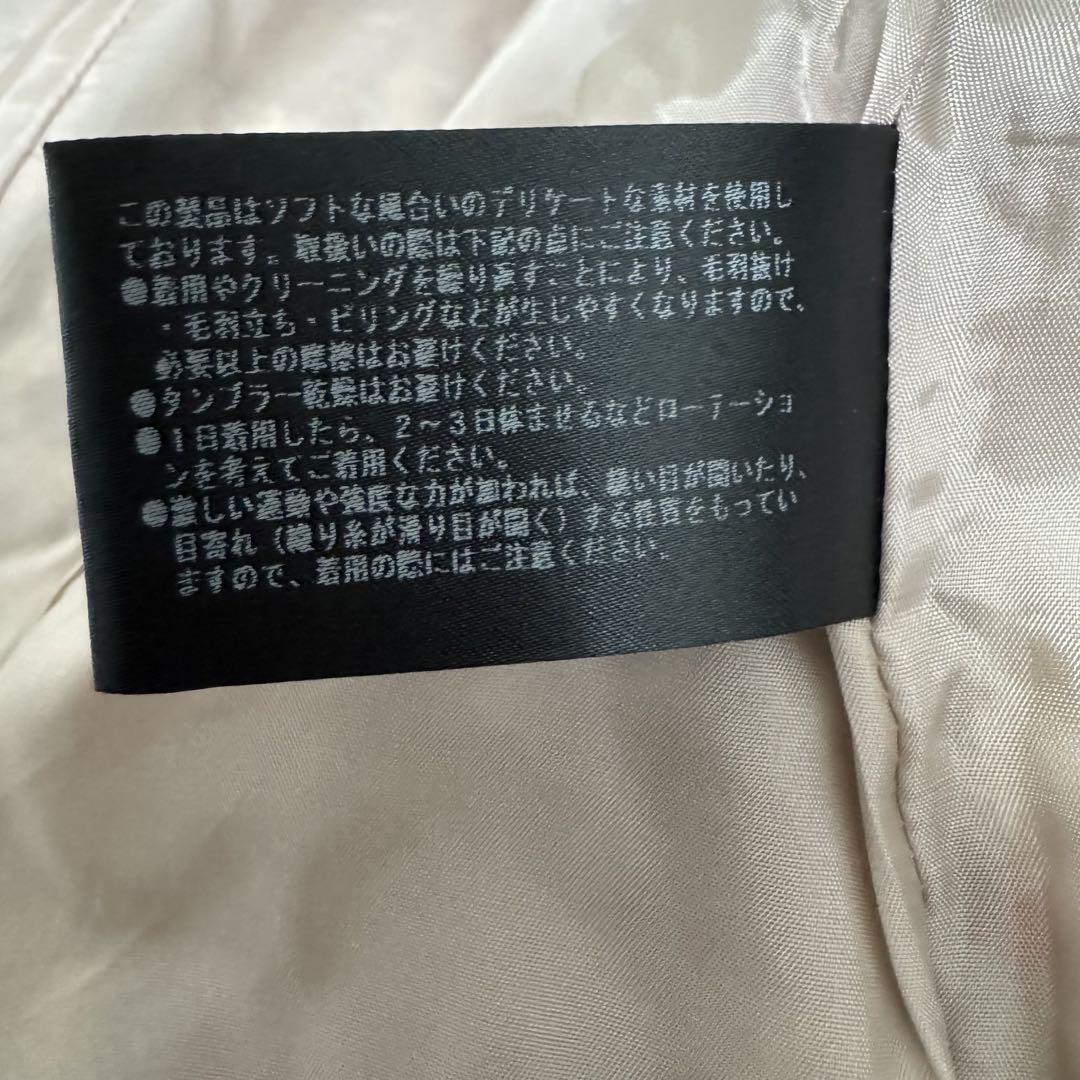 この製品はソフトな風合いのデリケートな素材を使用し
ております。取扱いの際は下記の点にご注意ください。
●着用やクリーニングを繰り返すことにより、毛羽抜け
・毛羽立ち・ピリングなどが生じやすくなりますので、
必要以上の摩擦はお避けください。
●タンブラー乾燥はお避けください。
●1日着用したら、2～3日休ませるなどローテーショ
ンを考えてご着用ください。
●激しい運動や強度な力が加われば、縫い目が開いたり、
目寄れ（織り糸が滑り目が開く）する性質をもってい
ますので、着用の際にはご注意ください。